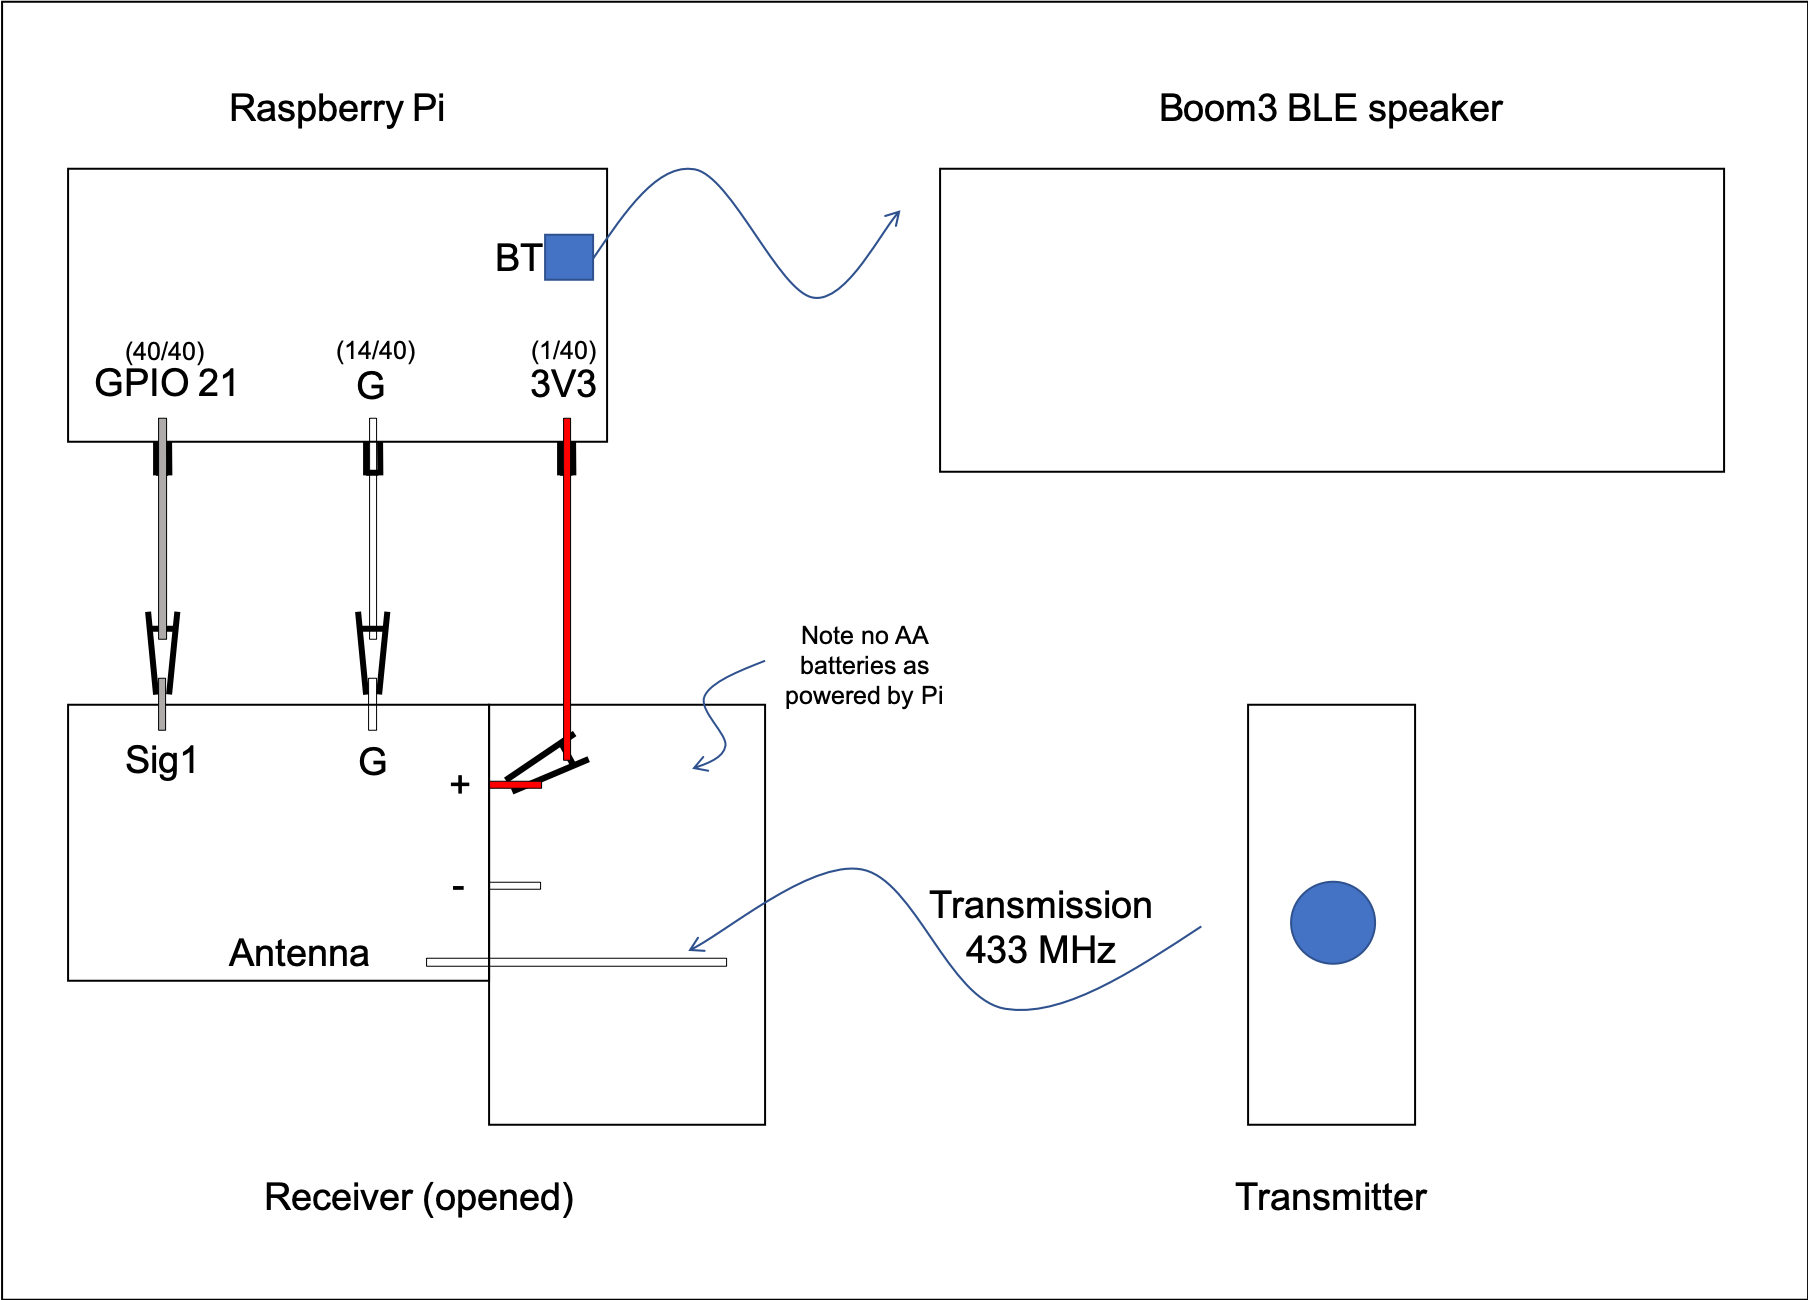 Raspberry Pi
Boom3 BLE speaker
BT
(40/40)
GPIO 21
(14/40)
G
(1/40)
3V3
Note no AA
batteries as
powered by Pi
Sig1
G
+
-
Antenna
Transmission
433 MHz
Receiver (opened)
Transmitter